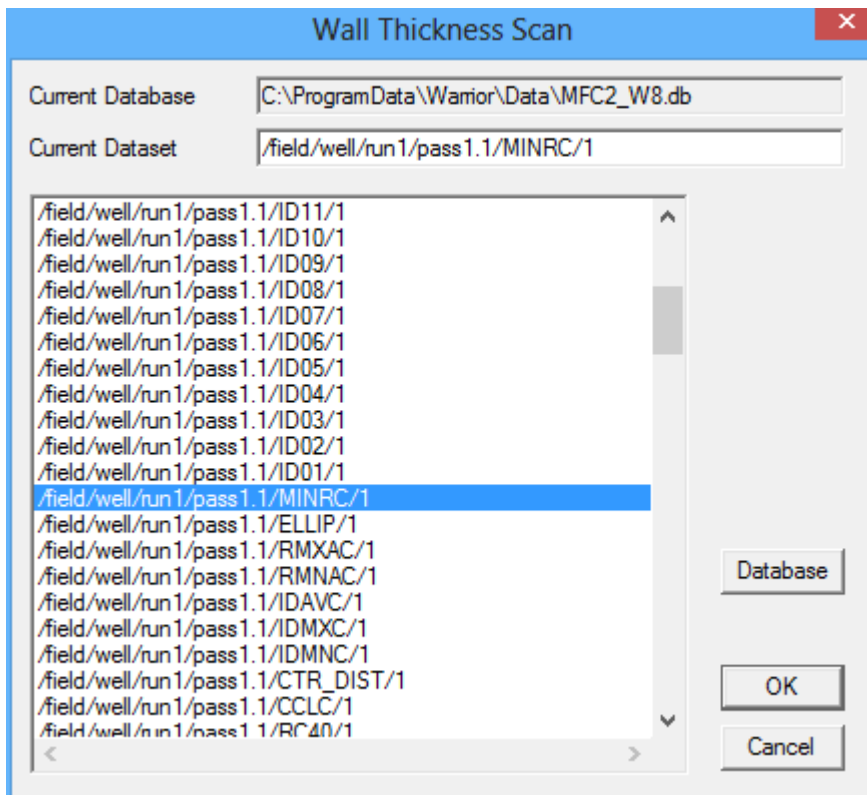 Wall Thickness Scan
Current Database C:\ProgramData\Warrior\Data\MFC2_W8.db
Current Dataset /field/well/run1/pass1.1/MINRC/1
/field/well/run1/pass1.1/ID11/1
/field/well/run1/pass1.1/ID10/1
/field/well/run1/pass1.1/ID09/1
/field/well/run1/pass1.1/ID08/1
/field/well/run1/pass1.1/ID07/1
/field/well/run1/pass1.1/ID06/1
/field/well/run1/pass1.1/ID05/1
/field/well/run1/pass1.1/ID04/1
/field/well/run1/pass1.1/ID03/1
/field/well/run1/pass1.1/ID02/1
/field/well/run1/pass1.1/ID01/1
/field/well/run1/pass1.1/MINRC/1
/field/well/run1/pass1.1/ELLIP/1
/field/well/run1/pass1.1/RMXAC/1
/field/well/run1/pass1.1/RMNAC/1
/field/well/run1/pass1.1/IDAVC/1
/field/well/run1/pass1.1/IDMXC/1
/field/well/run1/pass1.1/IDMNC/1
/field/well/run1/pass1.1/CTR_DIST/1
/field/well/run1/pass1.1/CCLC/1
/field/well/run1/pass1.1/RC40/1
Database
OK
Cancel